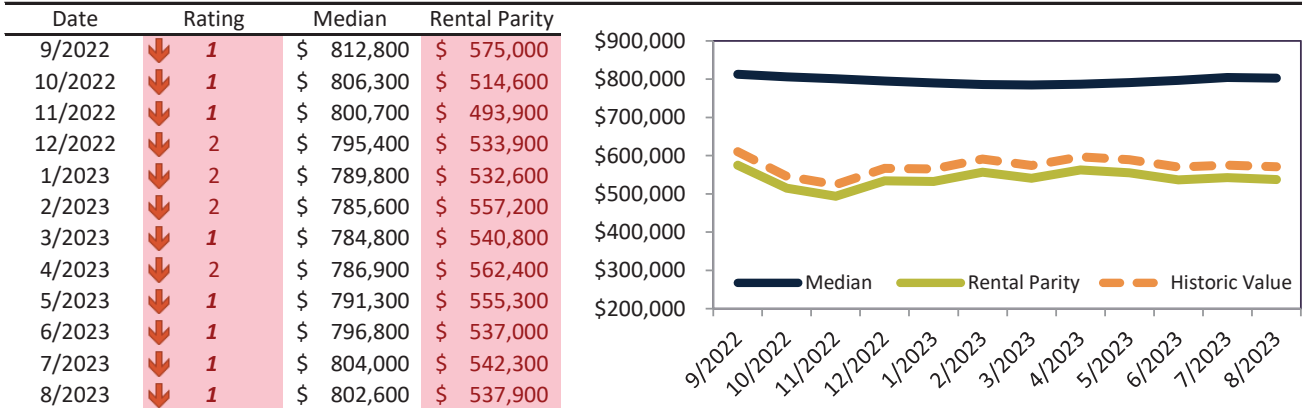 Date Rating Median Rental Parity
9/2022 1 $ 812,800 $ 575,000
10/2022 1 $ 806,300 $ 514,600
11/2022 1 $ 800,700 $ 493,900
12/2022 2 $ 795,400 $ 533,900
1/2023 2 $ 789,800 $ 532,600
2/2023 2 $ 785,600 $ 557,200
3/2023 1 $ 784,800 $ 540,800
4/2023 2 $ 786,900 $ 562,400
5/2023 1 $ 791,300 $ 555,300
6/2023 1 $ 796,800 $ 537,000
7/2023 1 $ 804,000 $ 542,300
8/2023 1 $ 802,600 $ 537,900
$900,000
$800,000
$700,000
$600,000
$500,000
$400,000
$300,000
$200,000
Median Rental Parity Historic Value
9/2022 10/2022 11/2022 12/2022 1/2023 2/2023 3/2023 4/2023 5/2023 6/2023 7/2023 8/2023